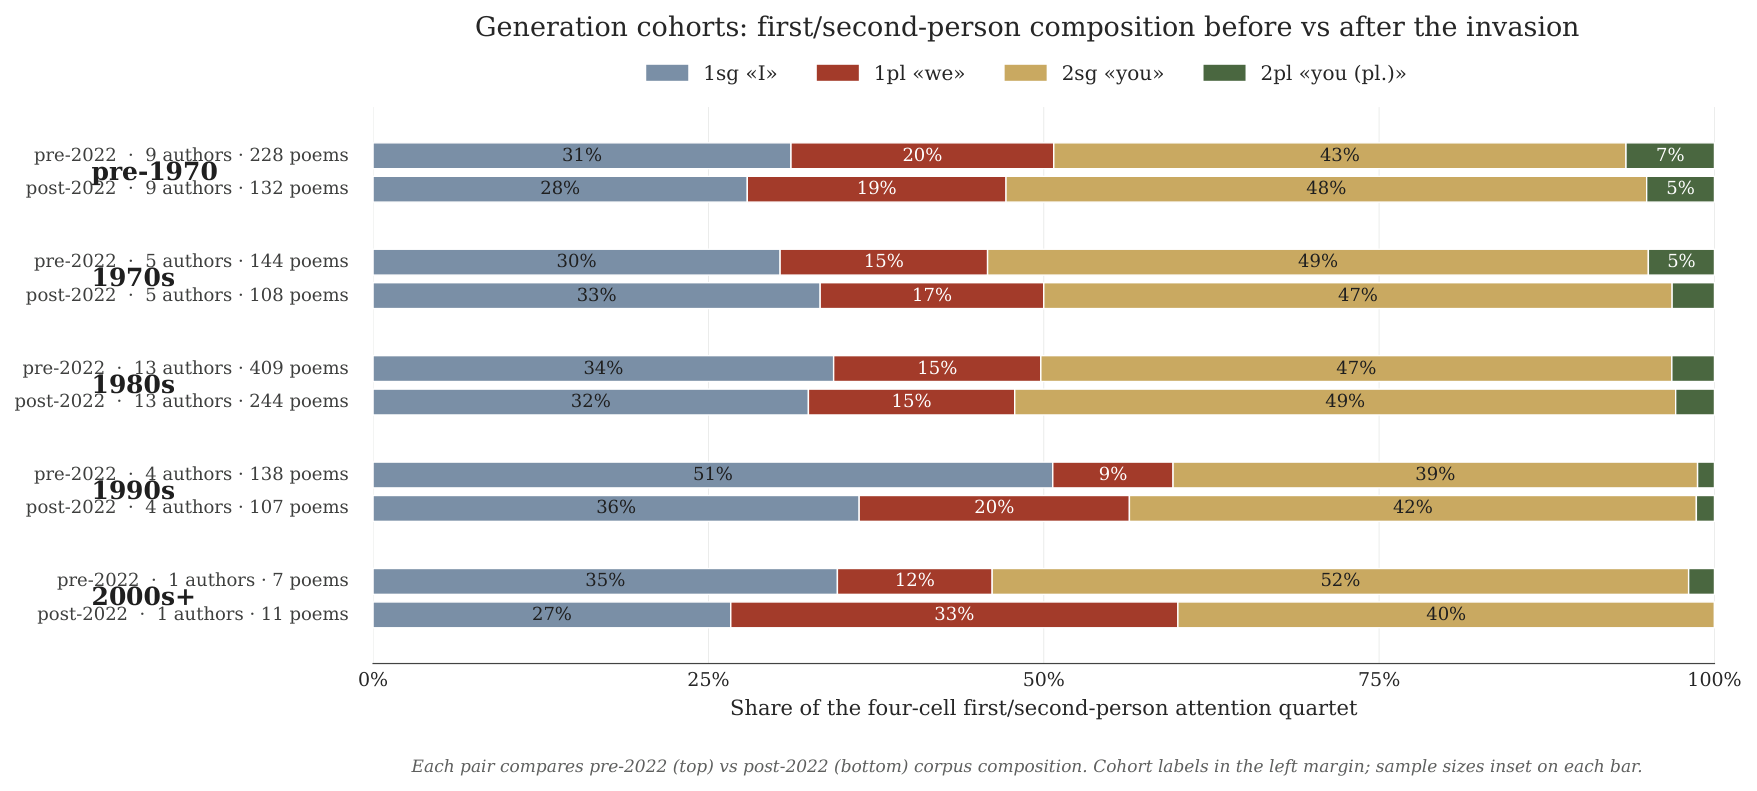 Generation cohorts: first/second-person composition before vs after the invasion
1sg «I» 1pl «we» 2sg «you» 2pl «you (pl.)»
pre-1970
pre-2022 · 9 authors · 228 poems 31% 20% 43% 7%
post-2022 · 9 authors · 132 poems 28% 19% 48% 5%
1970s
pre-2022 · 5 authors · 144 poems 30% 15% 49% 5%
post-2022 · 5 authors · 108 poems 33% 17% 47%
1980s
pre-2022 · 13 authors · 409 poems 34% 15% 47%
post-2022 · 13 authors · 244 poems 32% 15% 49%
1990s
pre-2022 · 4 authors · 138 poems 51% 9% 39%
post-2022 · 4 authors · 107 poems 36% 20% 42%
2000s+
pre-2022 · 1 authors · 7 poems 35% 12% 52%
post-2022 · 1 authors · 11 poems 27% 33% 40%
0% 25% 50% 75% 100%
Share of the four-cell first/second-person attention quartet
Each pair compares pre-2022 (top) vs post-2022 (bottom) corpus composition. Cohort labels in the left margin; sample sizes inset on each bar.